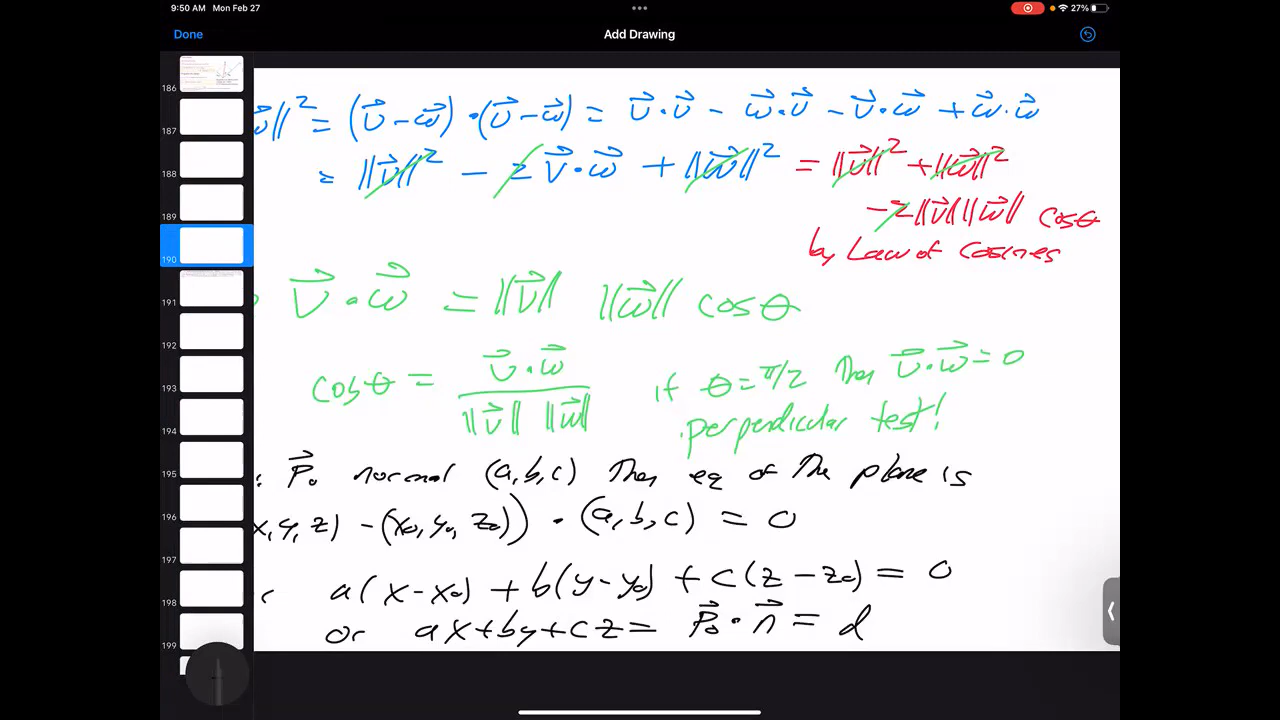 9:50 AM Mon Feb 27
27%
Done
Add Drawing
186
187
188
189
190
191
192
193
194
195
196
197
198
199
w⃗||² = (v⃗-w⃗)•(v⃗-w⃗) = v⃗•v⃗ - w⃗•v⃗ - v⃗•w⃗ + w⃗•w⃗
= ||v⃗||² - 2 v⃗•w⃗ + ||w⃗||² = ||v⃗||² + ||w⃗||²
-2||v⃗|| ||w⃗|| cosθ
by Law of Cosines
v⃗•w⃗ = ||v⃗|| ||w⃗|| cosθ
cosθ = v⃗•w⃗ / ||v⃗|| ||w⃗|| if θ=π/2 then v⃗•w⃗=0
perpendicular test!
: P⃗₀ normal (a,b,c) Then eq of The plane is
x,y,z) -(x₀,y₀,z₀)) • (a,b,c) = 0
a(x-x₀) + b(y-y₀) + c(z-z₀) = 0
or ax+by+cz= P⃗₀•n⃗ = d